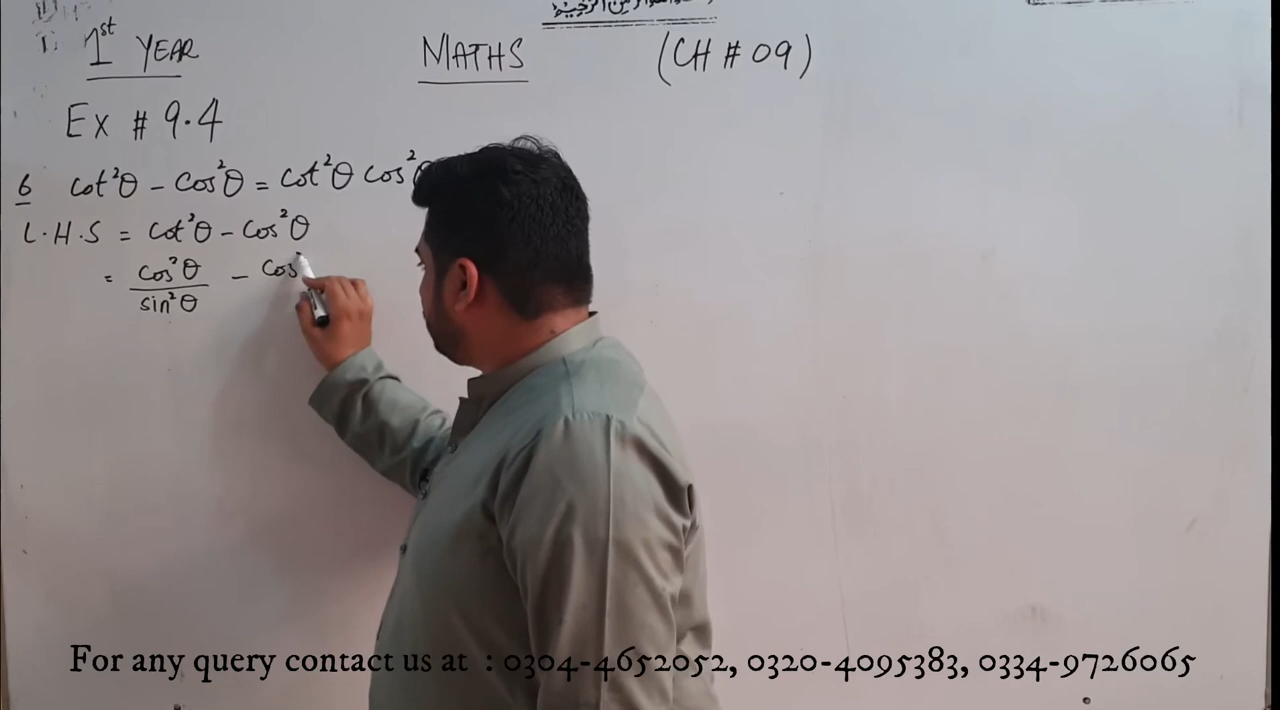 1st YEAR MATHS (CH # 09)
Ex # 9.4
6 cot²θ - cos²θ = cot²θ cos²θ
L.H.S = cot²θ - cos²θ
= cos²θ/sin²θ - cos²
For any query contact us at : 0304-4652052, 0320-4095383, 0334-9726065